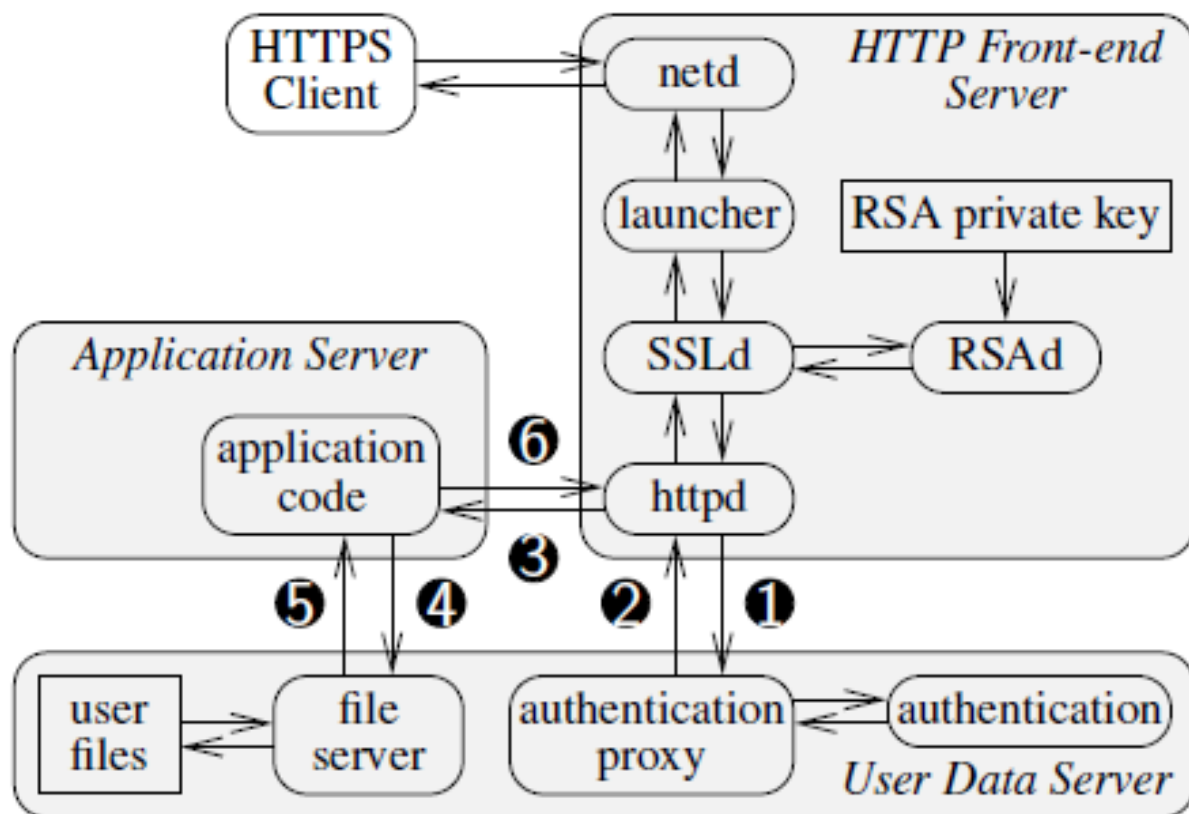 HTTPS
Client
netd
HTTP Front-end
Server
launcher
RSA private key
Application Server
SSLd
RSAd
application
code
6
httpd
3
5
4
2
1
user
files
file
server
authentication
proxy
authentication
User Data Server